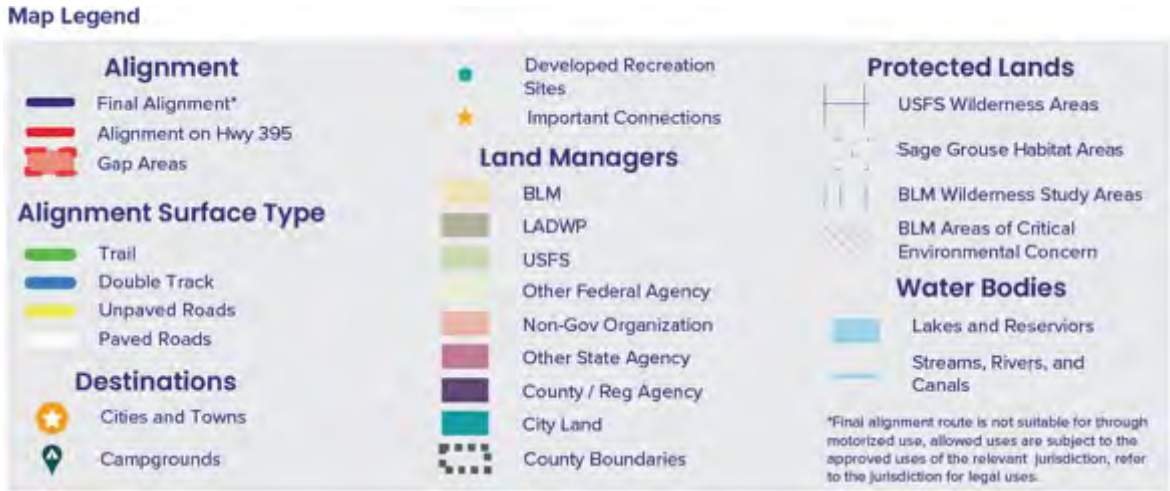 Map Legend
Alignment
Final Alignment*
Alignment on Hwy 395
Gap Areas
Alignment Surface Type
Trail
Double Track
Unpaved Roads
Paved Roads
Destinations
Cities and Towns
Campgrounds
Developed Recreation
Sites
Important Connections
Land Managers
BLM
LADWP
USFS
Other Federal Agency
Non-Gov Organization
Other State Agency
County / Reg Agency
City Land
County Boundaries
Protected Lands
USFS Wilderness Areas
Sage Grouse Habitat Areas
BLM Wilderness Study Areas
BLM Areas of Critical
Environmental Concern
Water Bodies
Lakes and Reserviors
Streams, Rivers, and
Canals
*Final alignment route is not suitable for through
motorized use, allowed uses are subject to the
approved uses of the relevant jurisdiction, refer
to the jurisdiction for legal uses.